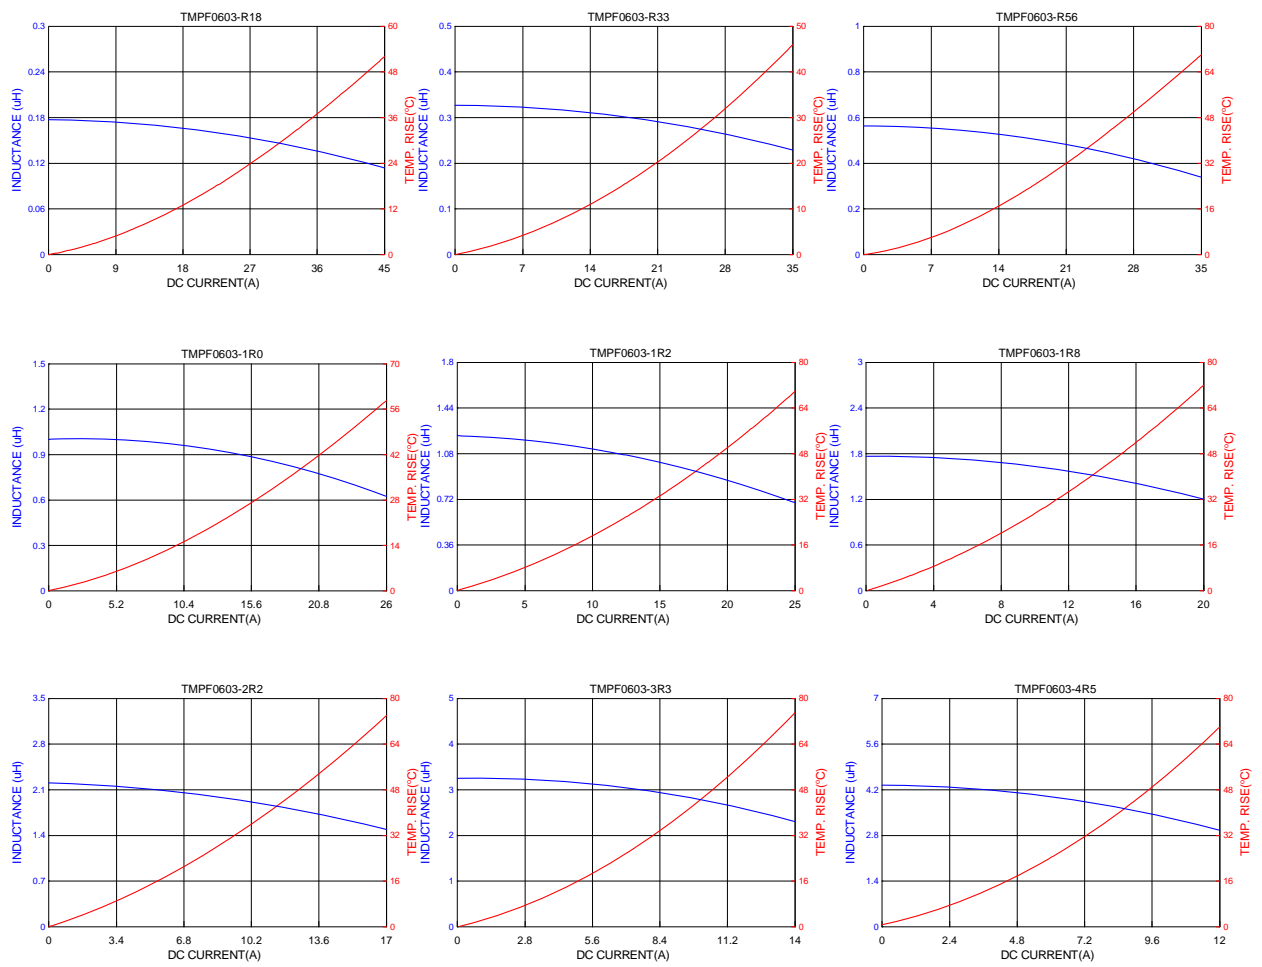 TMPF0603-R18
0.3
0.24
0.18
0.12
0.06
0
INDUCTANCE (uH)
60
48
36
24
12
0
TEMP. RISE(°C)
0 9 18 27 36 45
DC CURRENT(A)
TMPF0603-R33
0.5
0.4
0.3
0.2
0.1
0
INDUCTANCE (uH)
50
40
30
20
10
0
TEMP. RISE(°C)
0 7 14 21 28 35
DC CURRENT(A)
TMPF0603-R56
1
0.8
0.6
0.4
0.2
0
INDUCTANCE (uH)
80
64
48
32
16
0
TEMP. RISE(°C)
0 7 14 21 28 35
DC CURRENT(A)
TMPF0603-1R0
1.5
1.2
0.9
0.6
0.3
0
INDUCTANCE (uH)
70
56
42
28
14
0
TEMP. RISE(°C)
0 5.2 10.4 15.6 20.8 26
DC CURRENT(A)
TMPF0603-1R2
1.8
1.44
1.08
0.72
0.36
0
INDUCTANCE (uH)
80
64
48
32
16
0
TEMP. RISE(°C)
0 5 10 15 20 25
DC CURRENT(A)
TMPF0603-1R8
3
2.4
1.8
1.2
0.6
0
INDUCTANCE (uH)
80
64
48
32
16
0
TEMP. RISE(°C)
0 4 8 12 16 20
DC CURRENT(A)
TMPF0603-2R2
3.5
2.8
2.1
1.4
0.7
0
INDUCTANCE (uH)
80
64
48
32
16
0
TEMP. RISE(°C)
0 3.4 6.8 10.2 13.6 17
DC CURRENT(A)
TMPF0603-3R3
5
4
3
2
1
0
INDUCTANCE (uH)
80
64
48
32
16
0
TEMP. RISE(°C)
0 2.8 5.6 8.4 11.2 14
DC CURRENT(A)
TMPF0603-4R5
7
5.6
4.2
2.8
1.4
0
INDUCTANCE (uH)
80
64
48
32
16
0
TEMP. RISE(°C)
0 2.4 4.8 7.2 9.6 12
DC CURRENT(A)